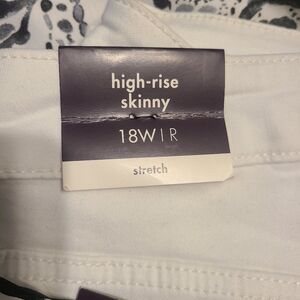 high-rise
skinny
18W | R
stretch